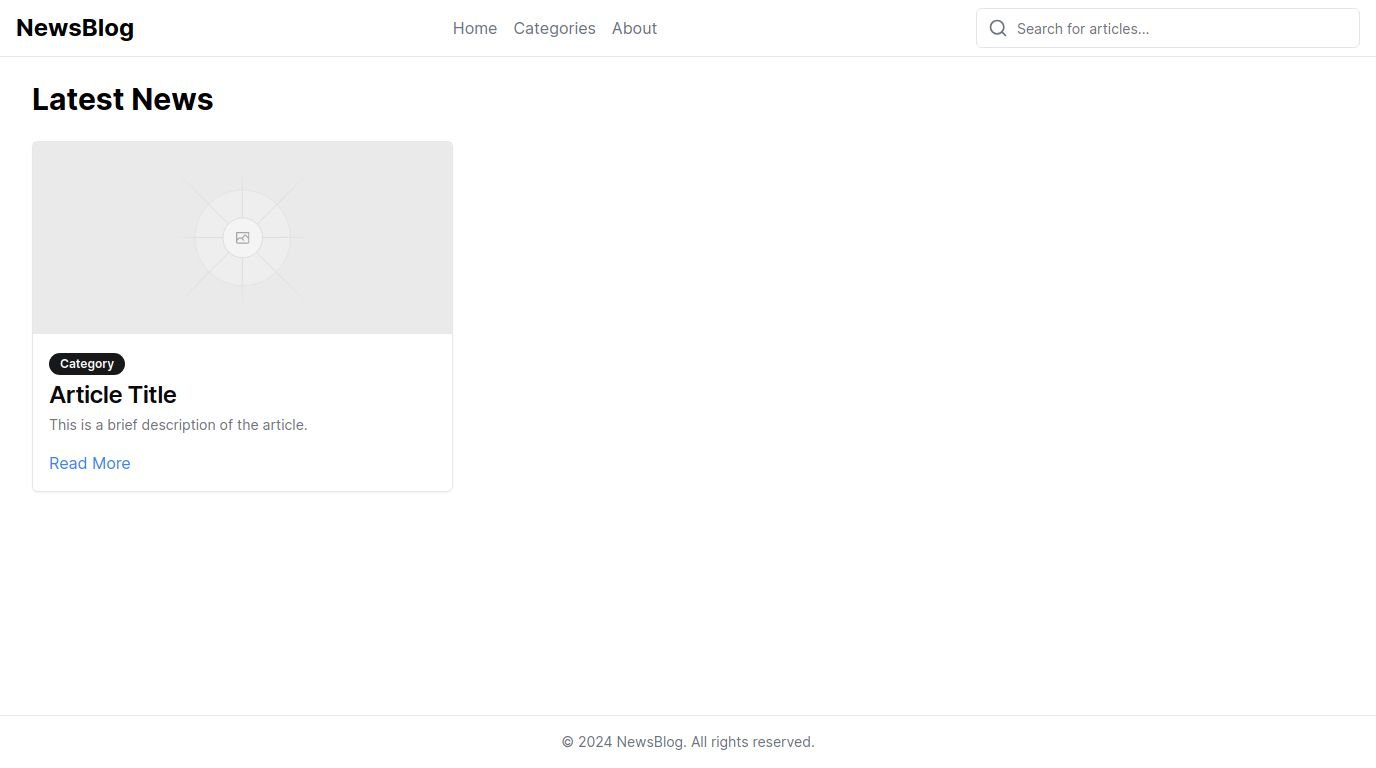 NewsBlog
Home Categories About
Search for articles...
Latest News
Category
Article Title
This is a brief description of the article.
Read More
© 2024 NewsBlog. All rights reserved.